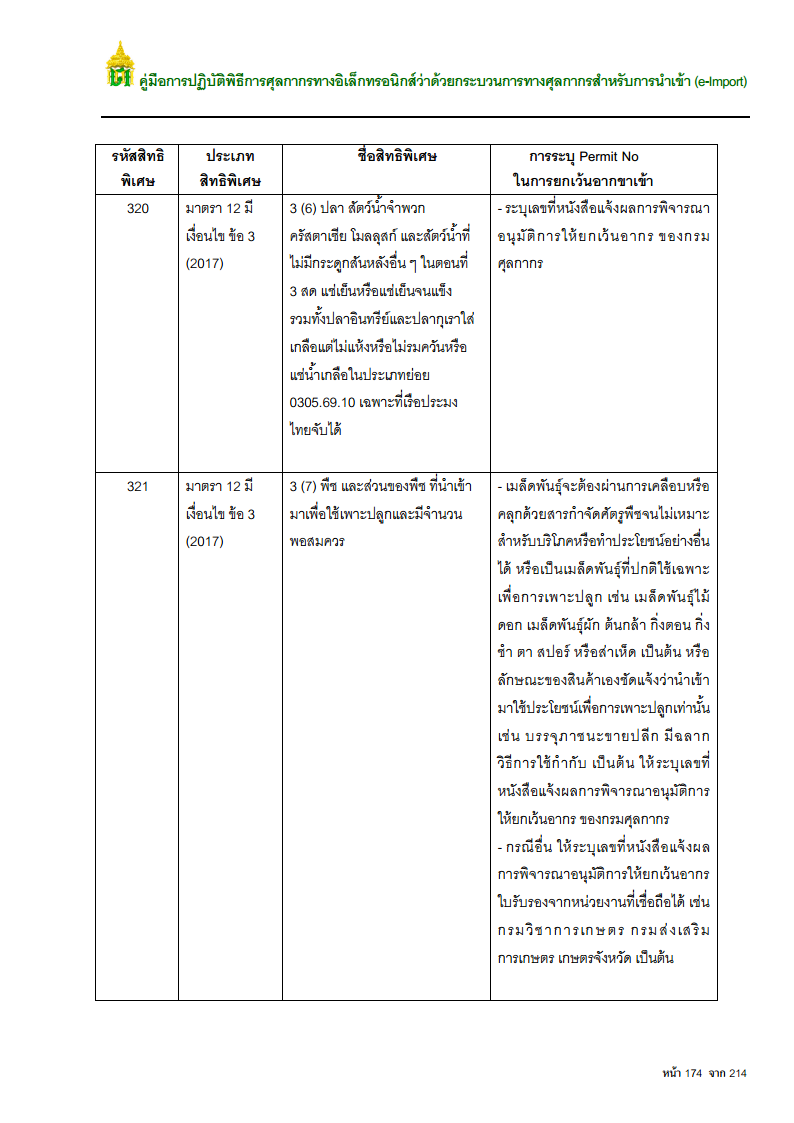 คู่มือการปฏิบัติพิธีการศุลกากรทางอิเล็กทรอนิกส์ว่าด้วยกระบวนการทางศุลกากรสำหรับการนำเข้า (e-Import)
รหัสสิทธิ
พิเศษ
ประเภท
สิทธิพิเศษ
ชื่อสิทธิพิเศษ
การระบุ Permit No
ในการยกเว้นอากขาเข้า
320
มาตรา 12 มี
เงื่อนไข ข้อ 3
(2017)
3 (6) ปลา สัตว์น้ำจำพวก
ครัสตาเซีย โมลลุสก์ และสัตว์น้ำที่
ไม่มีกระดูกสันหลังอื่น ๆ ในตอนที่
3 สด แช่เย็นหรือแช่เย็นจนแข็ง
รวมทั้งปลาอินทรีย์และปลากุเราใส่
เกลือแต่ไม่แห้งหรือไม่รมควันหรือ
แช่น้ำเกลือในประเภทย่อย
0305.69.10 เฉพาะที่เรือประมง
ไทยจับได้
- ระบุเลขที่หนังสือแจ้งผลการพิจารณา
อนุมัติการให้ยกเว้นอากร ของกรม
ศุลกากร
321
มาตรา 12 มี
เงื่อนไข ข้อ 3
(2017)
3 (7) พืช และส่วนของพืช ที่นำเข้า
มาเพื่อใช้เพาะปลูกและมีจำนวน
พอสมควร
- เมล็ดพันธุ์จะต้องผ่านการเคลือบหรือ
คลุกด้วยสารกำจัดศัตรูพืชจนไม่เหมาะ
สำหรับบริโภคหรือทำประโยชน์อย่างอื่น
ได้ หรือเป็นเมล็ดพันธุ์ที่ปกติใช้เฉพาะ
เพื่อการเพาะปลูก เช่น เมล็ดพันธุ์ไม้
ดอก เมล็ดพันธุ์ผัก ต้นกล้า กิ่งตอน กิ่ง
ชำ ตา สปอร์ หรือส่าเห็ด เป็นต้น หรือ
ลักษณะของสินค้าเองชัดแจ้งว่านำเข้า
มาใช้ประโยชน์เพื่อการเพาะปลูกเท่านั้น
เช่น บรรจุภาชนะขายปลีก มีฉลาก
วิธีการใช้กำกับ เป็นต้น ให้ระบุเลขที่
หนังสือแจ้งผลการพิจารณาอนุมัติการ
ให้ยกเว้นอากร ของกรมศุลกากร
- กรณีอื่น ให้ระบุเลขที่หนังสือแจ้งผล
การพิจารณาอนุมัติการให้ยกเว้นอากร
ใบรับรองจากหน่วยงานที่เชื่อถือได้ เช่น
กรมวิชาการเกษตร กรมส่งเสริม
การเกษตร เกษตรจังหวัด เป็นต้น
หน้า 174 จาก 214